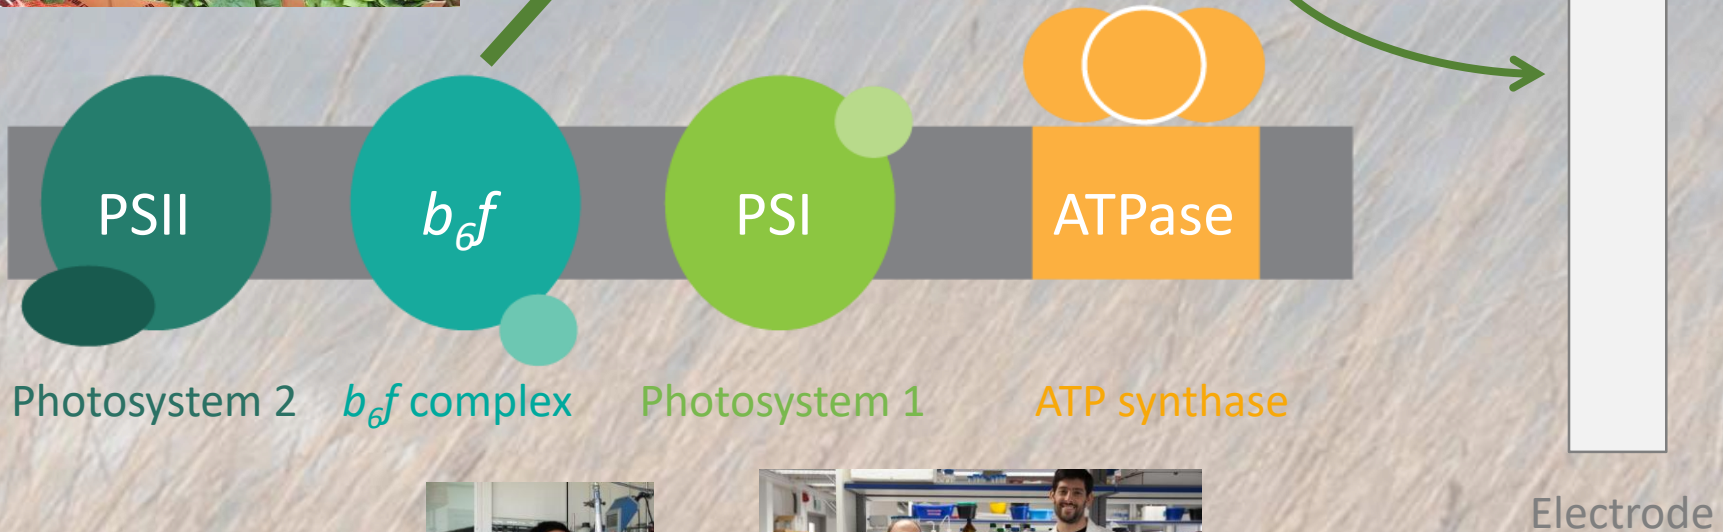 PSII
b₆f
PSI
ATPase
Photosystem 2
b₆f complex
Photosystem 1
ATP synthase
Electrode